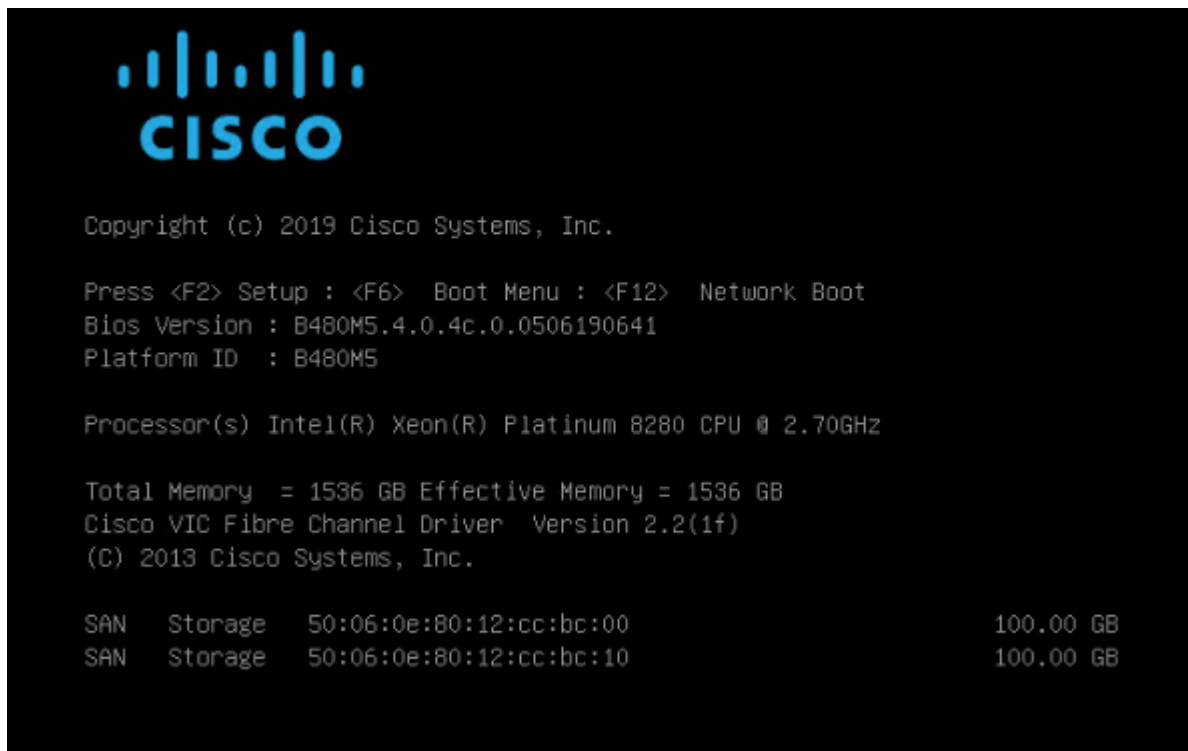 CISCO
Copyright (c) 2019 Cisco Systems, Inc.
Press <F2> Setup : <F6> Boot Menu : <F12> Network Boot
Bios Version : B480M5.4.0.4c.0.0506190641
Platform ID : B480M5
Processor(s) Intel(R) Xeon(R) Platinum 8280 CPU @ 2.70GHz
Total Memory = 1536 GB Effective Memory = 1536 GB
Cisco VIC Fibre Channel Driver Version 2.2(1f)
(C) 2013 Cisco Systems, Inc.
SAN Storage 50:06:0e:80:12:cc:bc:00 100.00 GB
SAN Storage 50:06:0e:80:12:cc:bc:10 100.00 GB